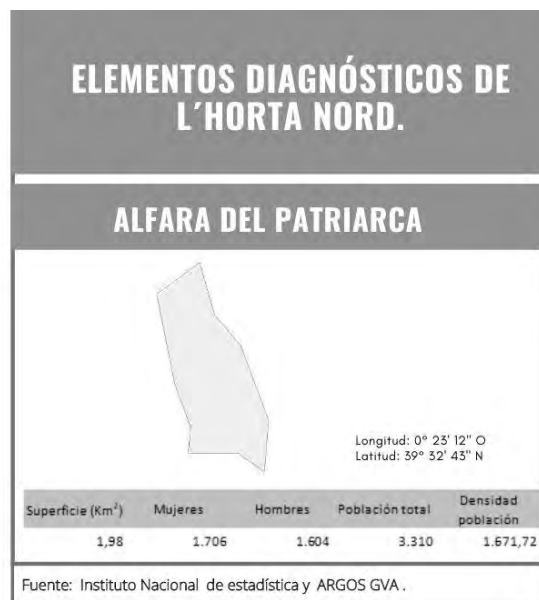 ELEMENTOS DIAGNÓSTICOS DE
L´HORTA NORD.
ALFARA DEL PATRIARCA
Longitud: 0° 23' 12'' O
Latitud: 39° 32' 43'' N
Superficie (Km²) Mujeres Hombres Población total Densidad población
1,98 1.706 1.604 3.310 1.671,72
Fuente: Instituto Nacional de estadística y ARGOS GVA .